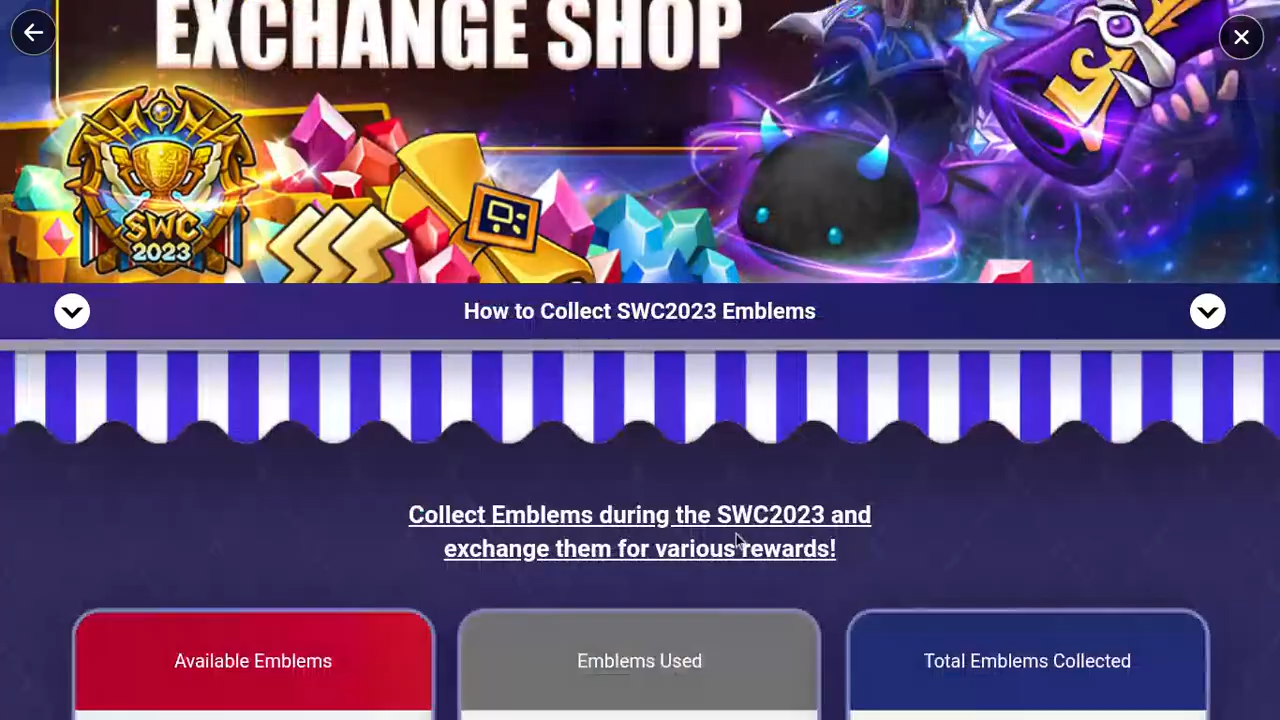 EXCHANGE SHOP
SWC
2023
How to Collect SWC2023 Emblems
Collect Emblems during the SWC2023 and
exchange them for various rewards!
Available Emblems
Emblems Used
Total Emblems Collected